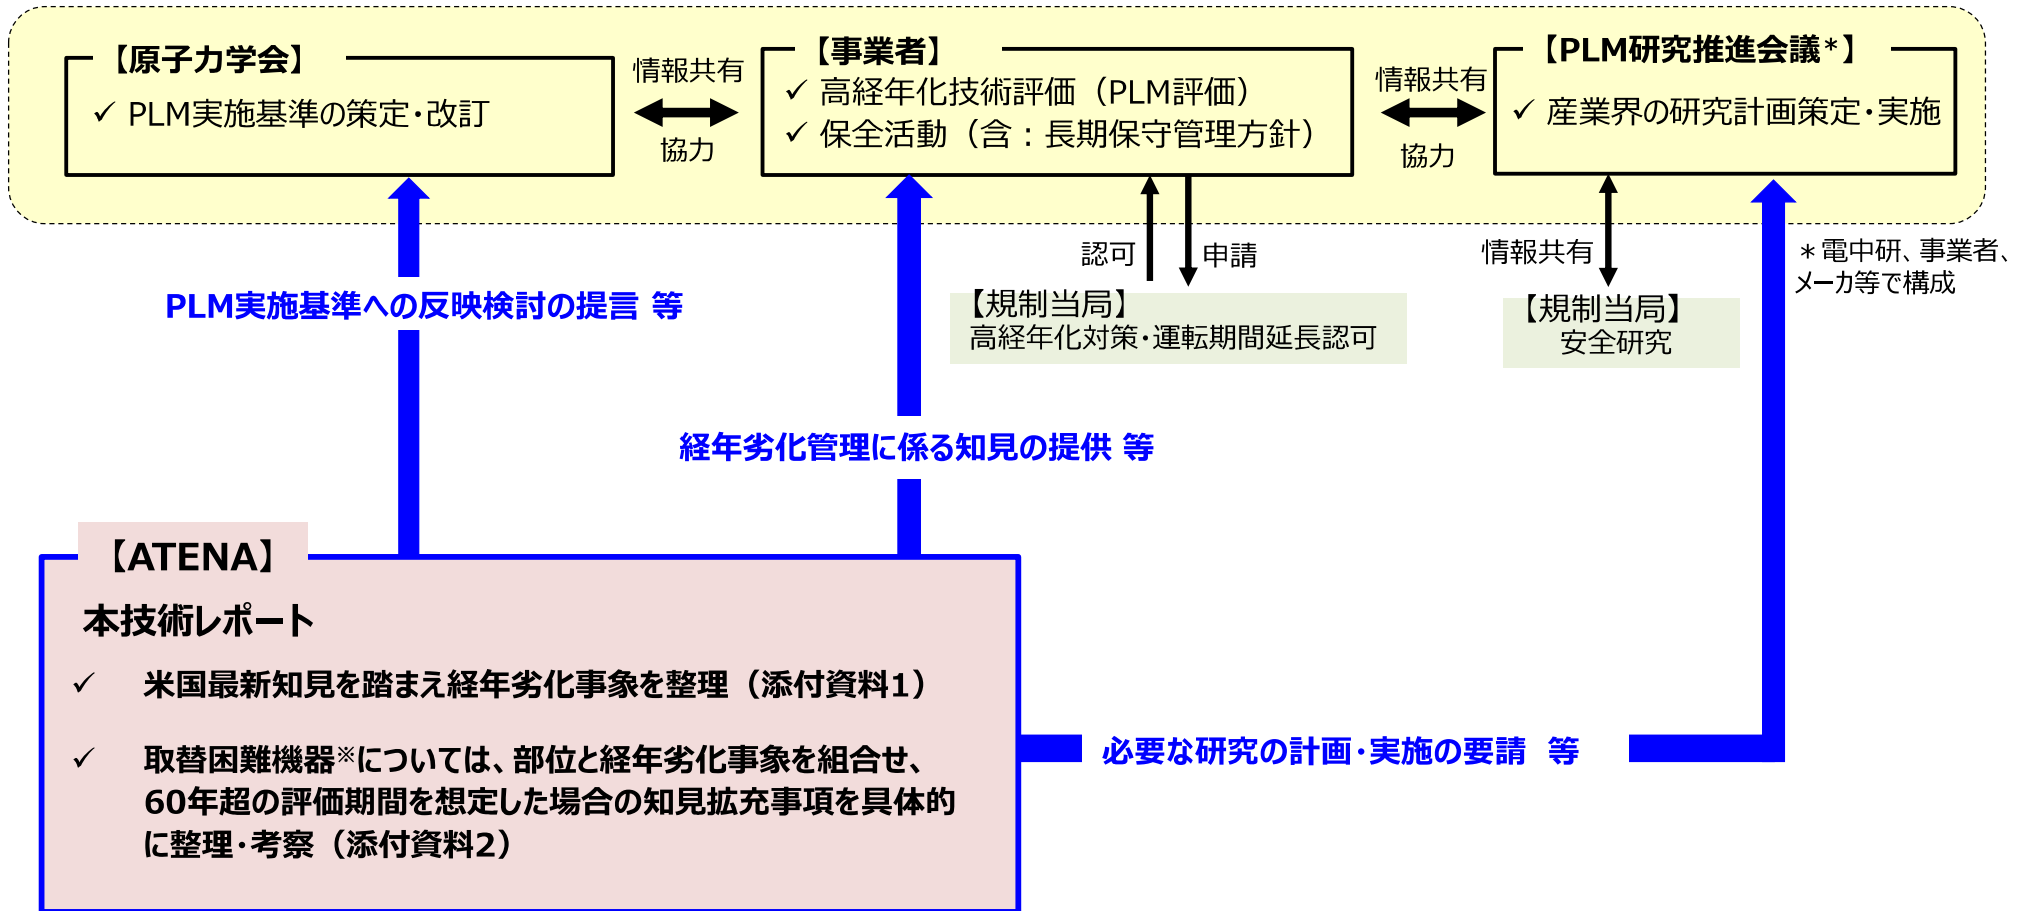 【原子力学会】
✓ PLM実施基準の策定・改訂
情報共有
協力
【事業者】
✓ 高経年化技術評価（PLM評価）
✓ 保全活動（含：長期保守管理方針）
情報共有
協力
【PLM研究推進会議*】
✓ 産業界の研究計画策定・実施
認可
申請
情報共有
＊電中研、事業者、
メーカ等で構成
【規制当局】
高経年化対策・運転期間延長認可
【規制当局】
安全研究
PLM実施基準への反映検討の提言 等
経年劣化管理に係る知見の提供 等
【ATENA】
本技術レポート
✓ 米国最新知見を踏まえ経年劣化事象を整理（添付資料1）
✓ 取替困難機器※については、部位と経年劣化事象を組合せ、
60年超の評価期間を想定した場合の知見拡充事項を具体的
に整理・考察（添付資料2）
必要な研究の計画・実施の要請 等